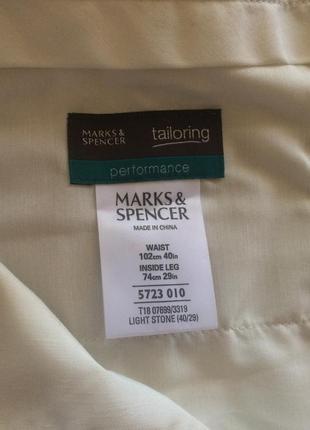 MARKS & tailoring
SPENCER
performance
MARKS &
SPENCER
MADE IN CHINA
WAIST
102cm 40in
INSIDE LEG
74cm 29in
5723 010
T18 07699/3319
LIGHT STONE (40/29)